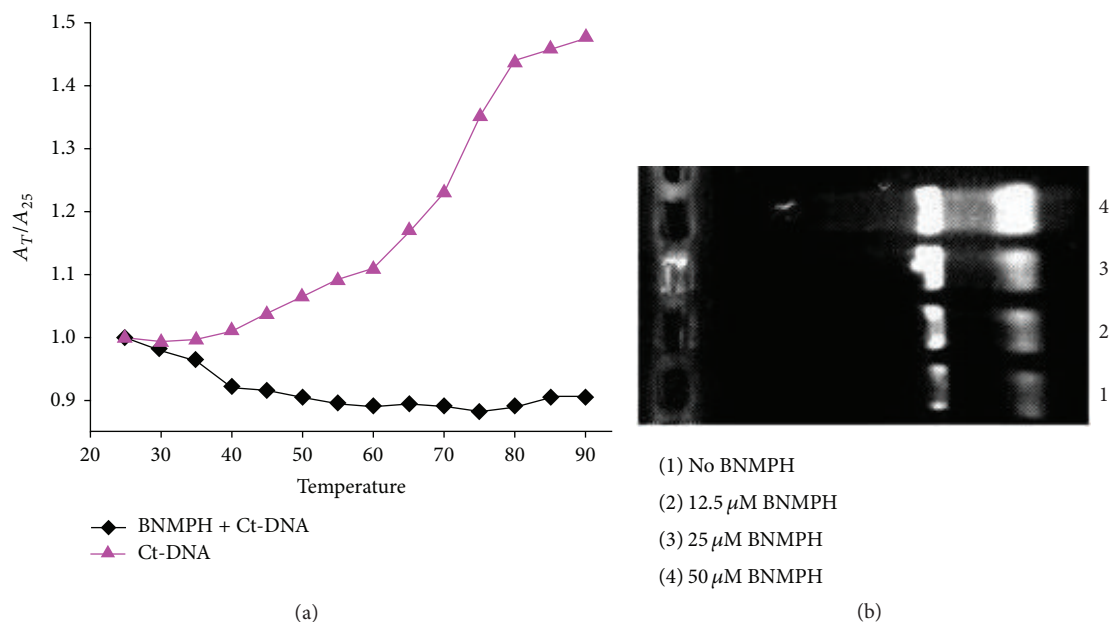 1.5
1.4
1.3
1.2
1.1
1.0
0.9
A_T/A_25
20 30 40 50 60 70 80 90
Temperature
BNMPH + Ct-DNA
Ct-DNA
(a)
4
3
2
1
(1) No BNMPH
(2) 12.5 μM BNMPH
(3) 25 μM BNMPH
(4) 50 μM BNMPH
(b)